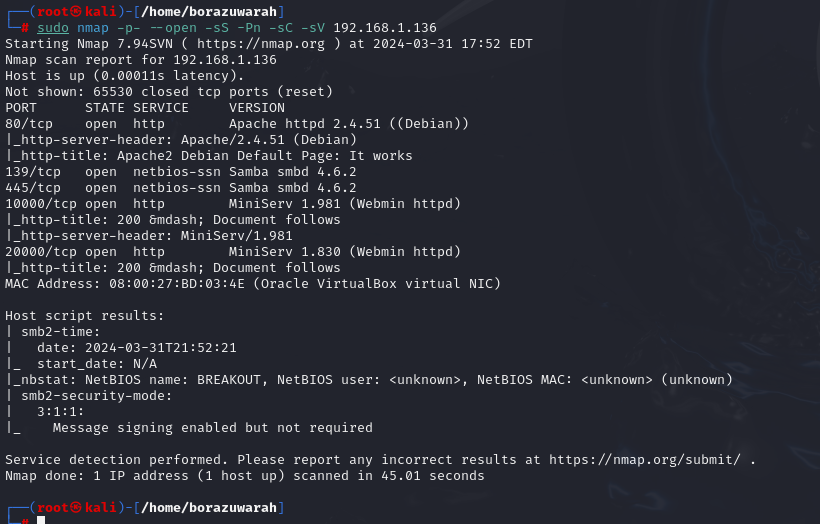 ┌──(root㉿kali)-[/home/borazuwarah]
└─# sudo nmap -p- --open -sS -Pn -sC -sV 192.168.1.136
Starting Nmap 7.94SVN ( https://nmap.org ) at 2024-03-31 17:52 EDT
Nmap scan report for 192.168.1.136
Host is up (0.00011s latency).
Not shown: 65530 closed tcp ports (reset)
PORT      STATE SERVICE     VERSION
80/tcp    open  http        Apache httpd 2.4.51 ((Debian))
|_http-server-header: Apache/2.4.51 (Debian)
|_http-title: Apache2 Debian Default Page: It works
139/tcp   open  netbios-ssn Samba smbd 4.6.2
445/tcp   open  netbios-ssn Samba smbd 4.6.2
10000/tcp open  http        MiniServ 1.981 (Webmin httpd)
|_http-title: 200 &mdash; Document follows
|_http-server-header: MiniServ/1.981
20000/tcp open  http        MiniServ 1.830 (Webmin httpd)
|_http-title: 200 &mdash; Document follows
MAC Address: 08:00:27:BD:03:4E (Oracle VirtualBox virtual NIC)

Host script results:
| smb2-time:
|   date: 2024-03-31T21:52:21
|_  start_date: N/A
|_nbstat: NetBIOS name: BREAKOUT, NetBIOS user: <unknown>, NetBIOS MAC: <unknown> (unknown)
| smb2-security-mode:
|   3:1:1:
|_    Message signing enabled but not required

Service detection performed. Please report any incorrect results at https://nmap.org/submit/ .
Nmap done: 1 IP address (1 host up) scanned in 45.01 seconds

┌──(root㉿kali)-[/home/borazuwarah]
└─#